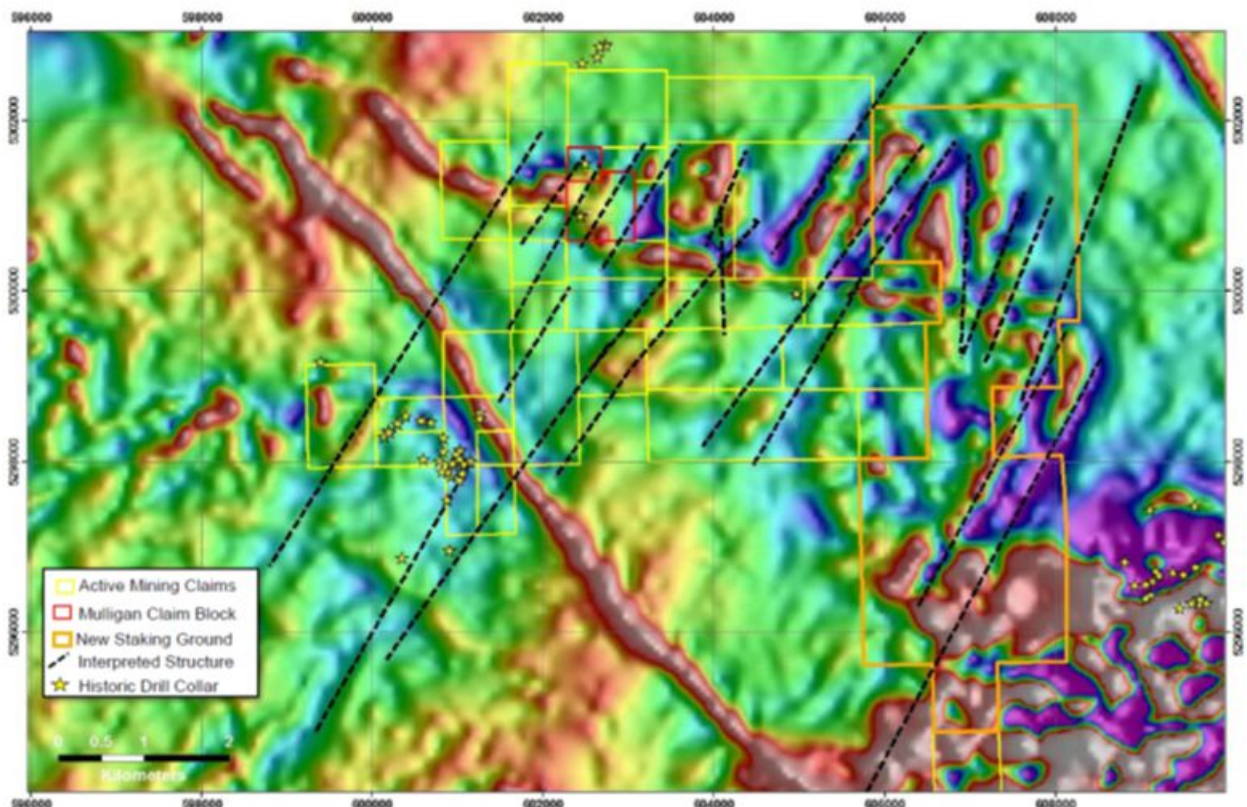 596000 598000 600000 602000 604000 606000 608000
5302000 5302000
5300000 5300000
5298000 5298000
Active Mining Claims
Mulligan Claim Block
5296000 5296000
New Staking Ground
Interpreted Structure
Historic Drill Collar
0 0.5 1 2
Kilometers
596000 598000 600000 602000 604000 606000 608000